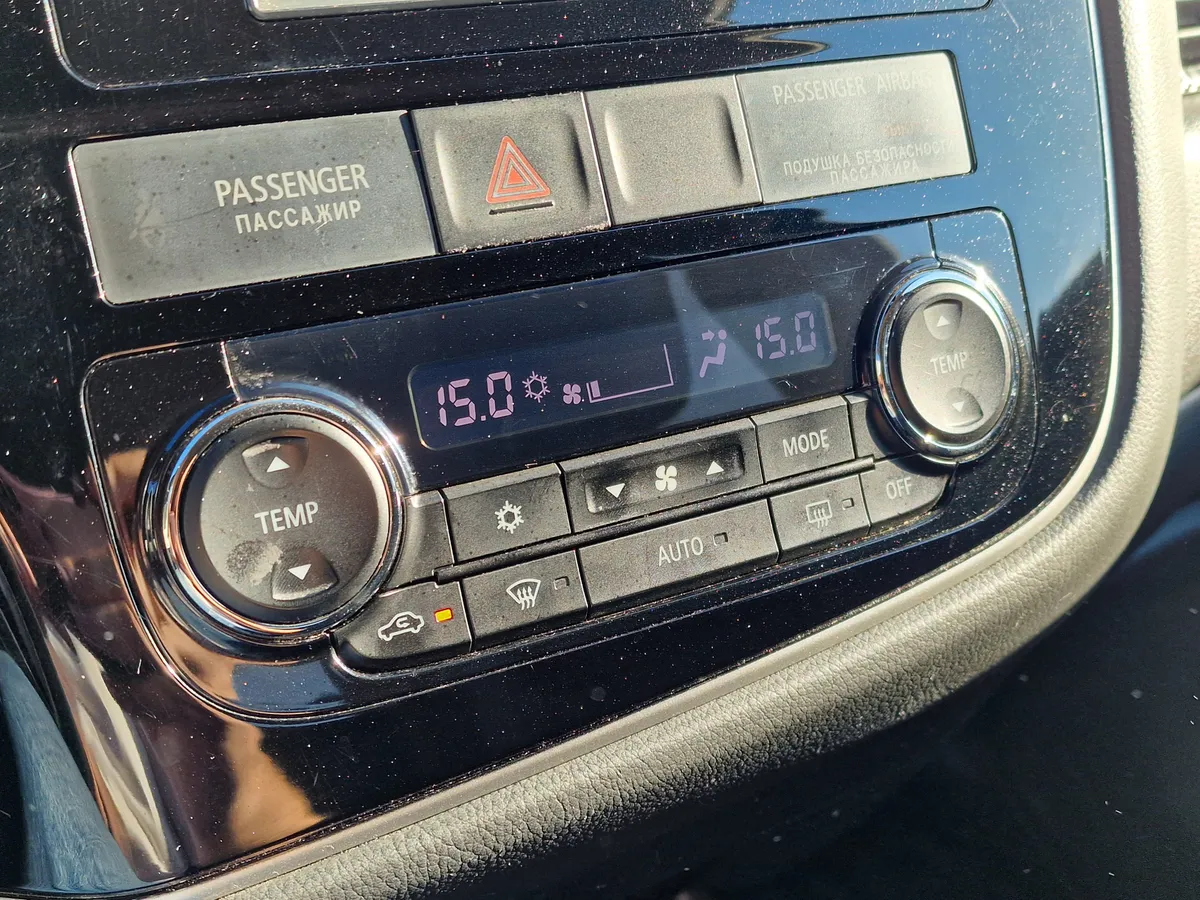 PASSENGER
ПАССАЖИР
PASSENGER AIRBAG
ПОДУШКА БЕЗОПАСНОСТИ
ПАССАЖИРА
15.0
15.0
TEMP
TEMP
MODE
AUTO
OFF